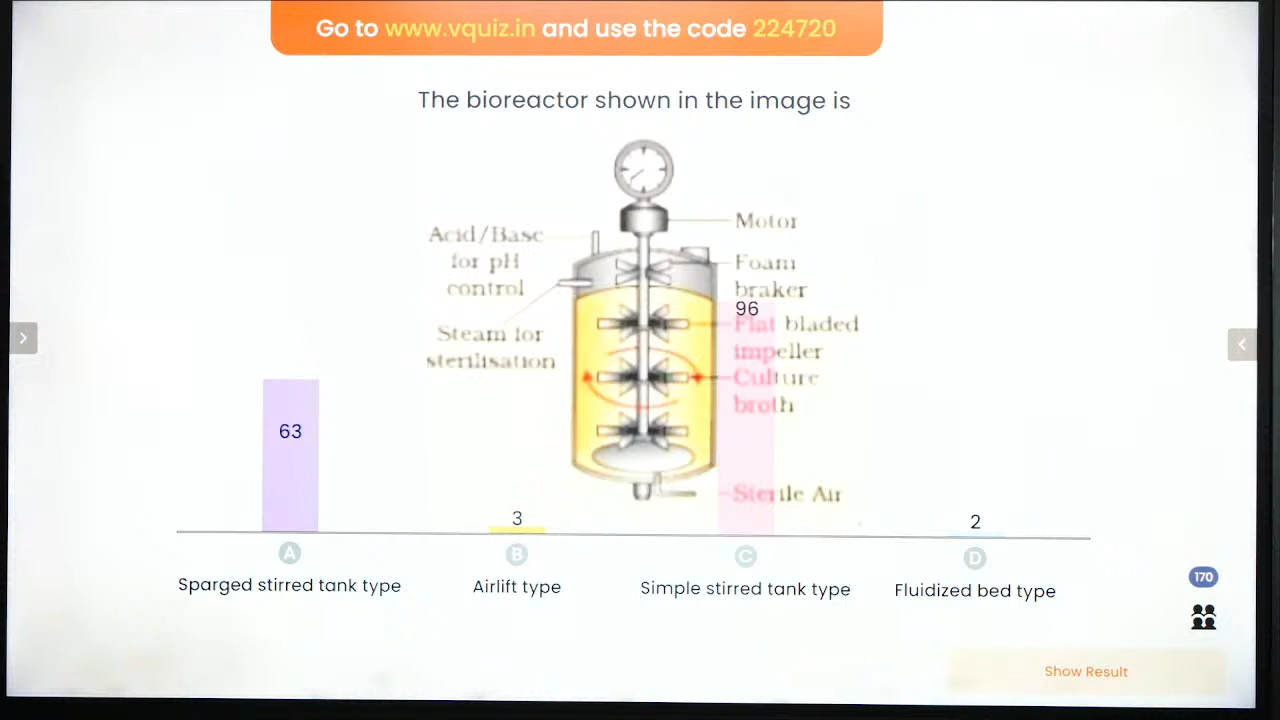 Go to www.vquiz.in and use the code 224720
The bioreactor shown in the image is
Motor
Acid/Base
for pH
control
Foam
braker
96
Flat bladed
impeller
Steam for
sterilisation
Culture
broth
63
Sterile Air
3
2
A
B
C
D
Sparged stirred tank type
Airlift type
Simple stirred tank type
Fluidized bed type
170
Show Result